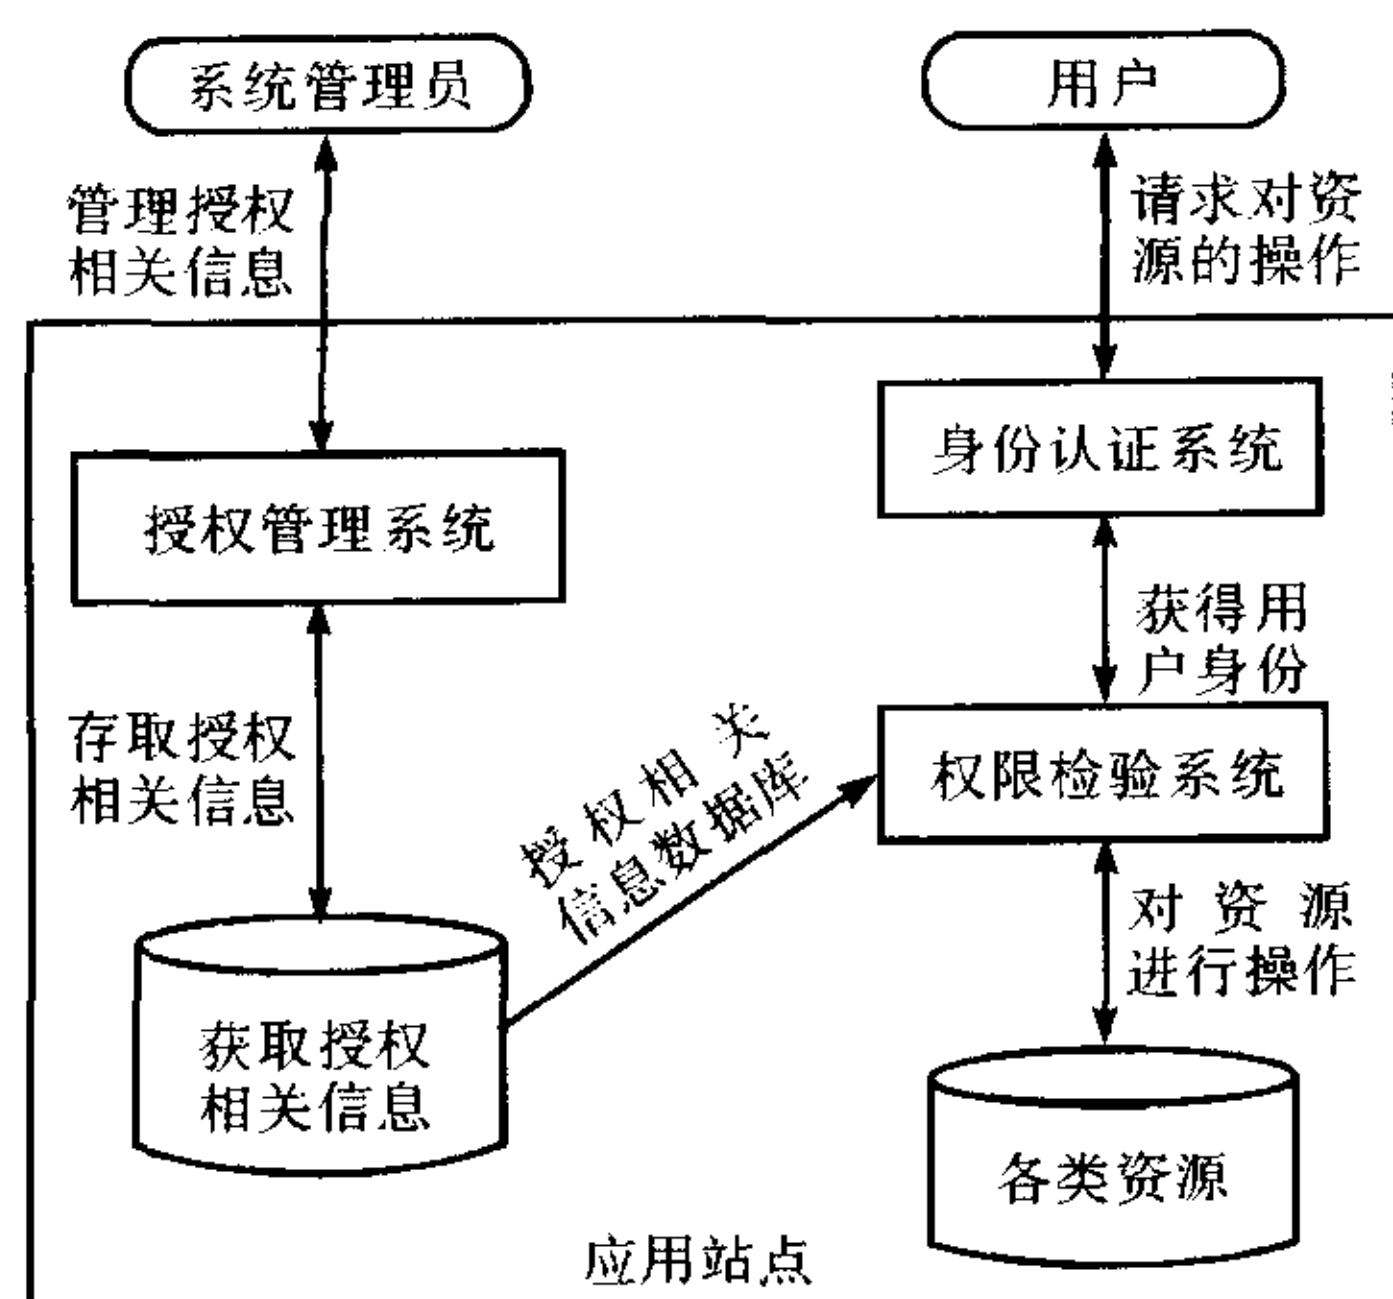 系统管理员
用户
管理授权
相关信息
请求对资
源的操作
身份认证系统
授权管理系统
获得用
户身份
存取授权
相关信息
授权相关
信息数据库
权限检验系统
对资源
进行操作
获取授权
相关信息
各类资源
应用站点